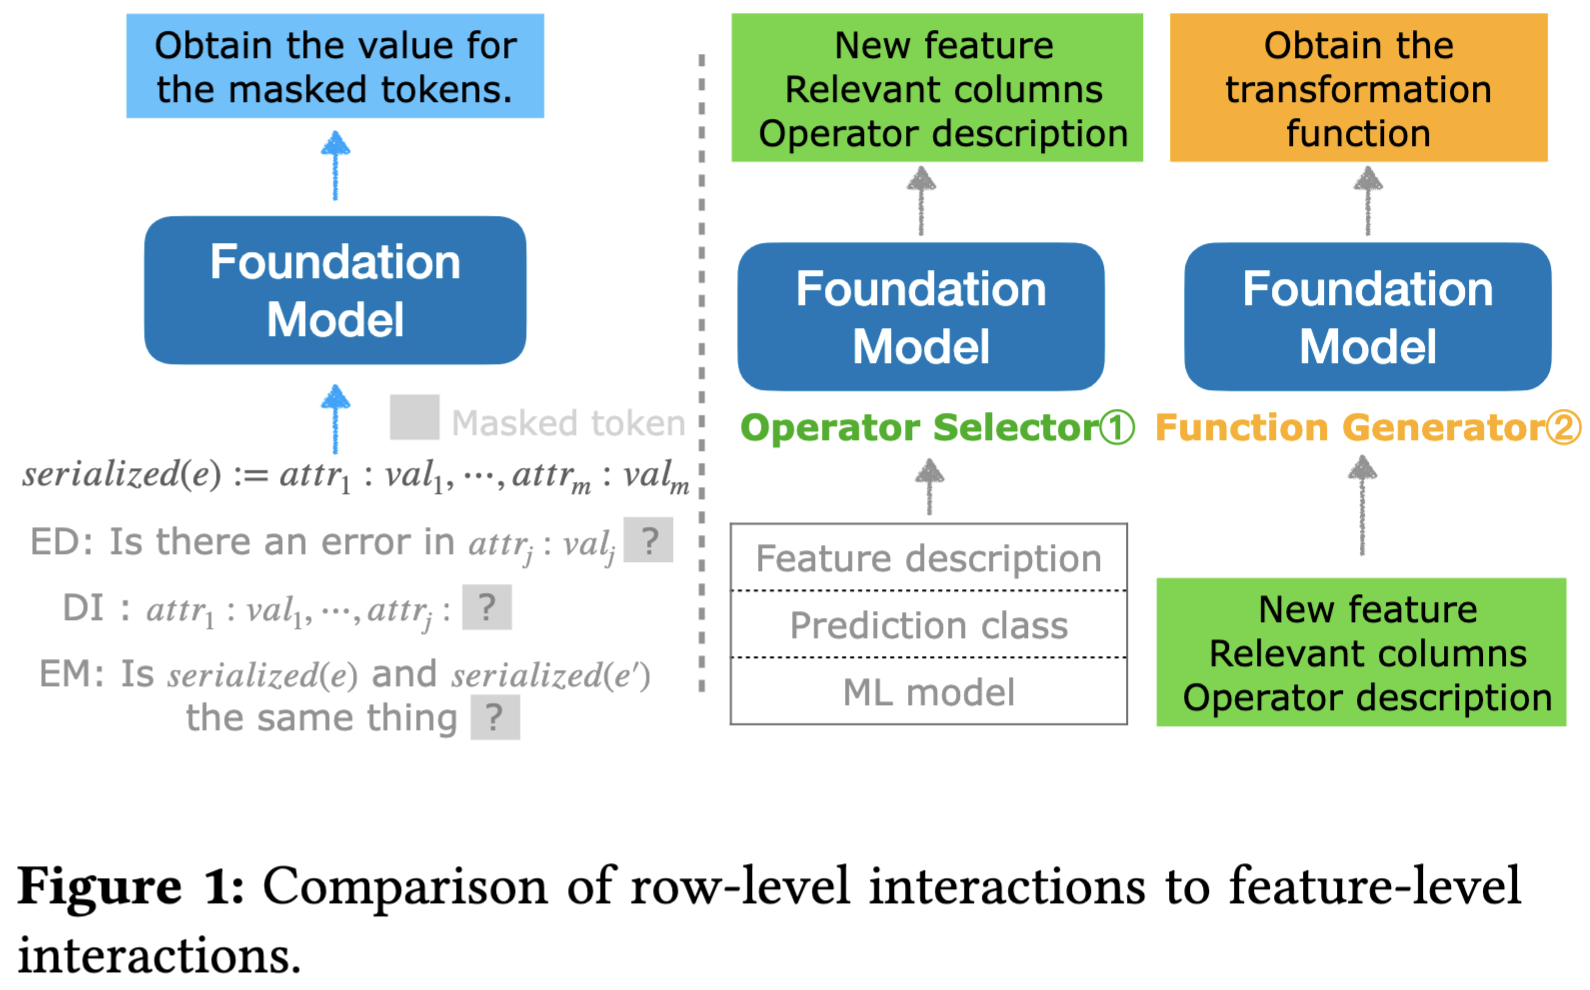 Obtain the value for
the masked tokens.
Foundation
Model
Masked token
serialized(e) := attr₁ : val₁, ⋯, attrₘ : valₘ
ED: Is there an error in attrⱼ : valⱼ ?
DI : attr₁ : val₁, ⋯, attrⱼ : ?
EM: Is serialized(e) and serialized(e′)
the same thing ?
New feature
Relevant columns
Operator description
Foundation
Model
Operator Selector①
Feature description
Prediction class
ML model
Obtain the
transformation
function
Foundation
Model
Function Generator②
New feature
Relevant columns
Operator description
Figure 1: Comparison of row-level interactions to feature-level
interactions.